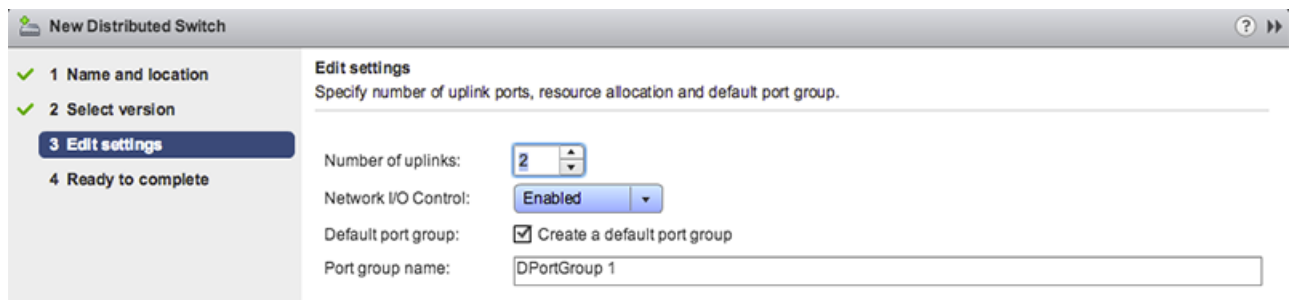 New Distributed Switch
?
1 Name and location
2 Select version
3 Edit settings
4 Ready to complete
Edit settings
Specify number of uplink ports, resource allocation and default port group.
Number of uplinks: 2
Network I/O Control: Enabled
Default port group: Create a default port group
Port group name: DPortGroup 1